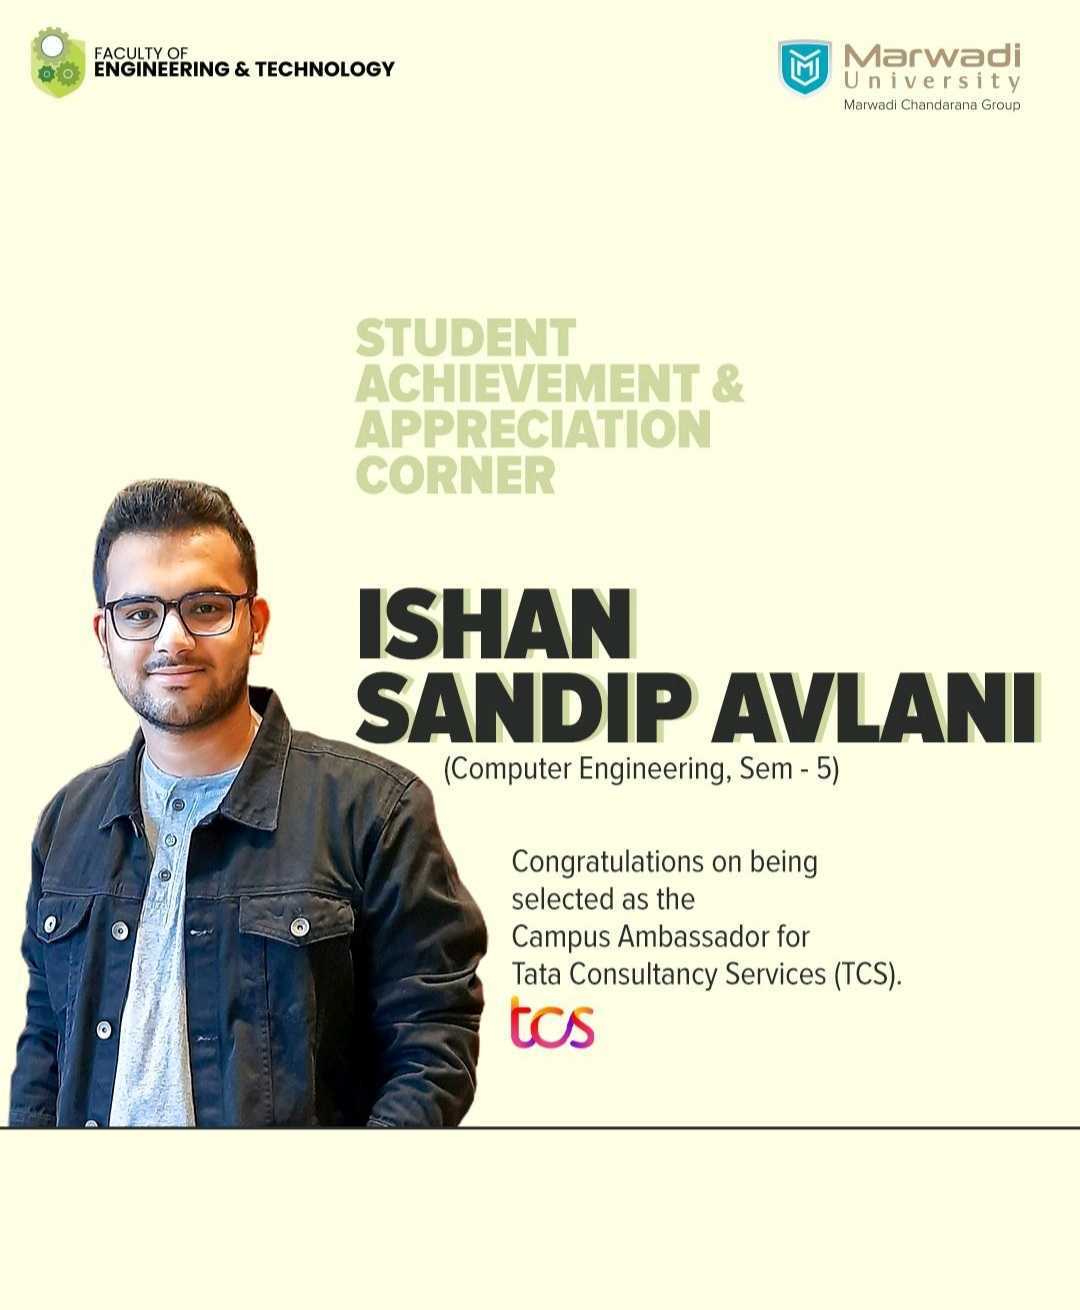 FACULTY OF
ENGINEERING & TECHNOLOGY
Marwadi
University
Marwadi Chandarana Group
STUDENT
ACHIEVEMENT &
APPRECIATION
CORNER
ISHAN
SANDIP AVLANI
(Computer Engineering, Sem - 5)
Congratulations on being
selected as the
Campus Ambassador for
Tata Consultancy Services (TCS).
tcs